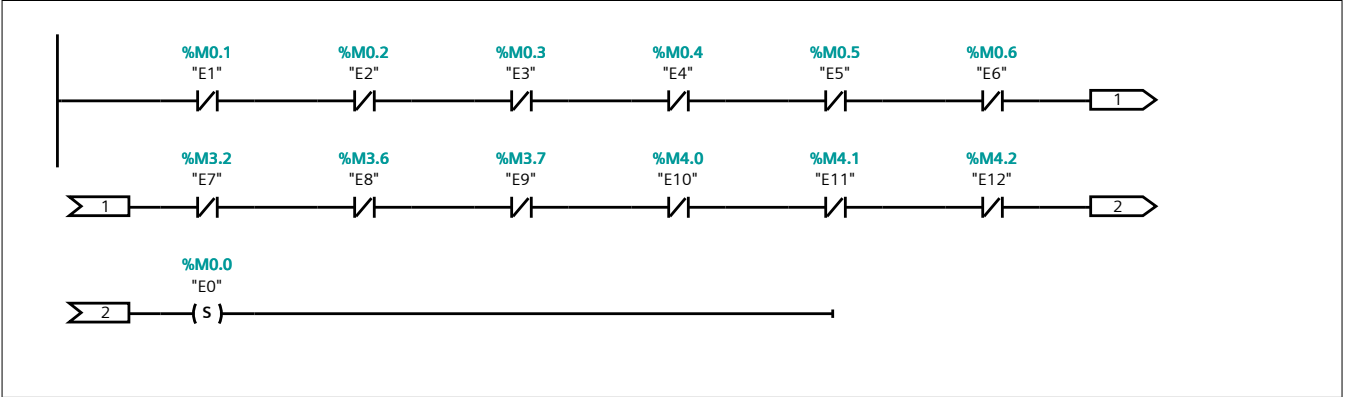 %M0.1 %M0.2 %M0.3 %M0.4 %M0.5 %M0.6
"E1" "E2" "E3" "E4" "E5" "E6"
1
%M3.2 %M3.6 %M3.7 %M4.0 %M4.1 %M4.2
"E7" "E8" "E9" "E10" "E11" "E12"
1 2
%M0.0
"E0"
2 S